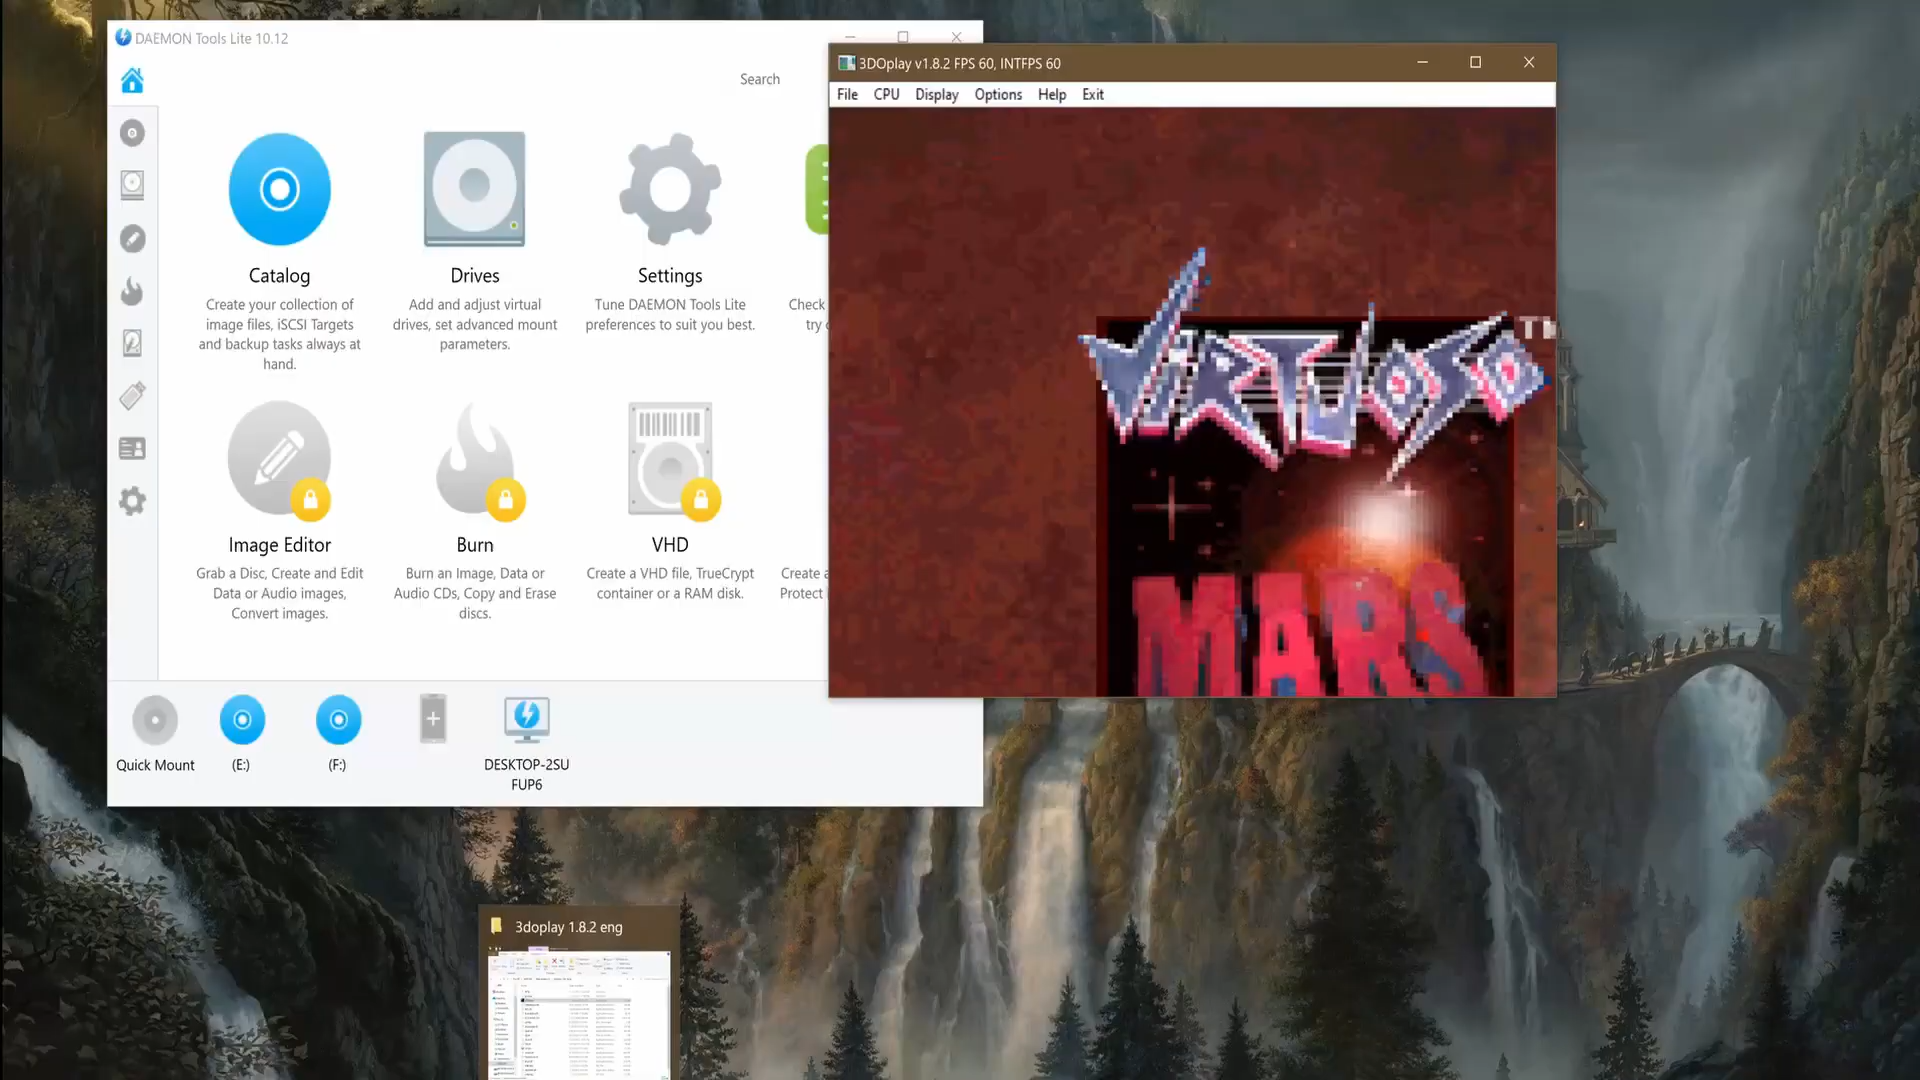 DAEMON Tools Lite 10.12
Search
Catalog
Create your collection of
image files, iSCSI Targets
and backup tasks always at
hand.
Drives
Add and adjust virtual
drives, set advanced mount
parameters.
Settings
Tune DAEMON Tools Lite
preferences to suit you best.
Check
try
Image Editor
Grab a Disc, Create and Edit
Data or Audio images,
Convert images.
Burn
Burn an Image, Data or
Audio CDs, Copy and Erase
discs.
VHD
Create a VHD file, TrueCrypt
container or a RAM disk.
Create a
Protect
Quick Mount
(E:)
(F:)
DESKTOP-2SU
FUP6
3DOplay v1.8.2 FPS 60, INTFPS 60
File CPU Display Options Help Exit
VIRTUOSO
MARS
3doplay 1.8.2 eng